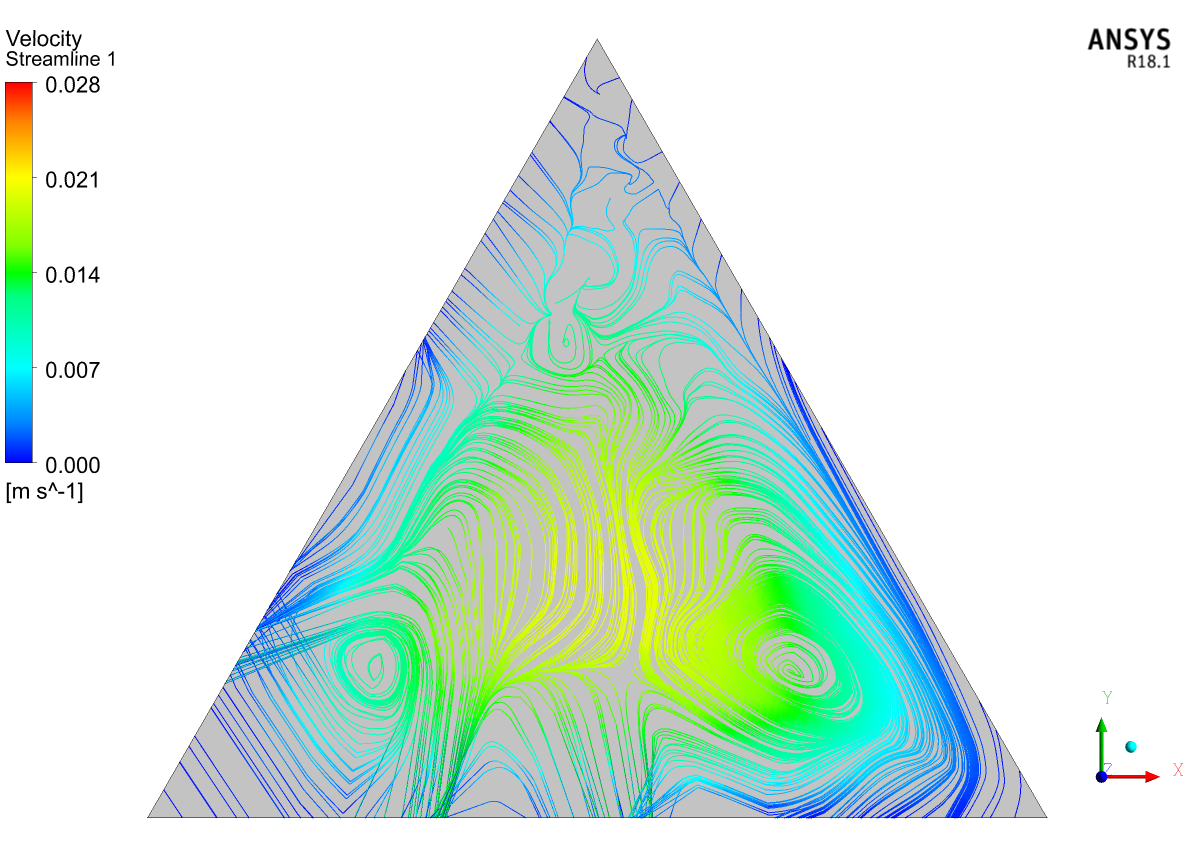 Velocity
Streamline 1
0.028
0.021
0.014
0.007
0.000
[m s^-1]
ANSYS
R18.1
Y
Z
X